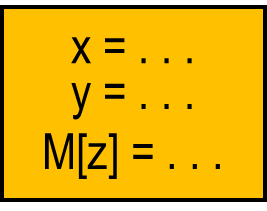 x = . . .
y = . . .
M[z] = . . .